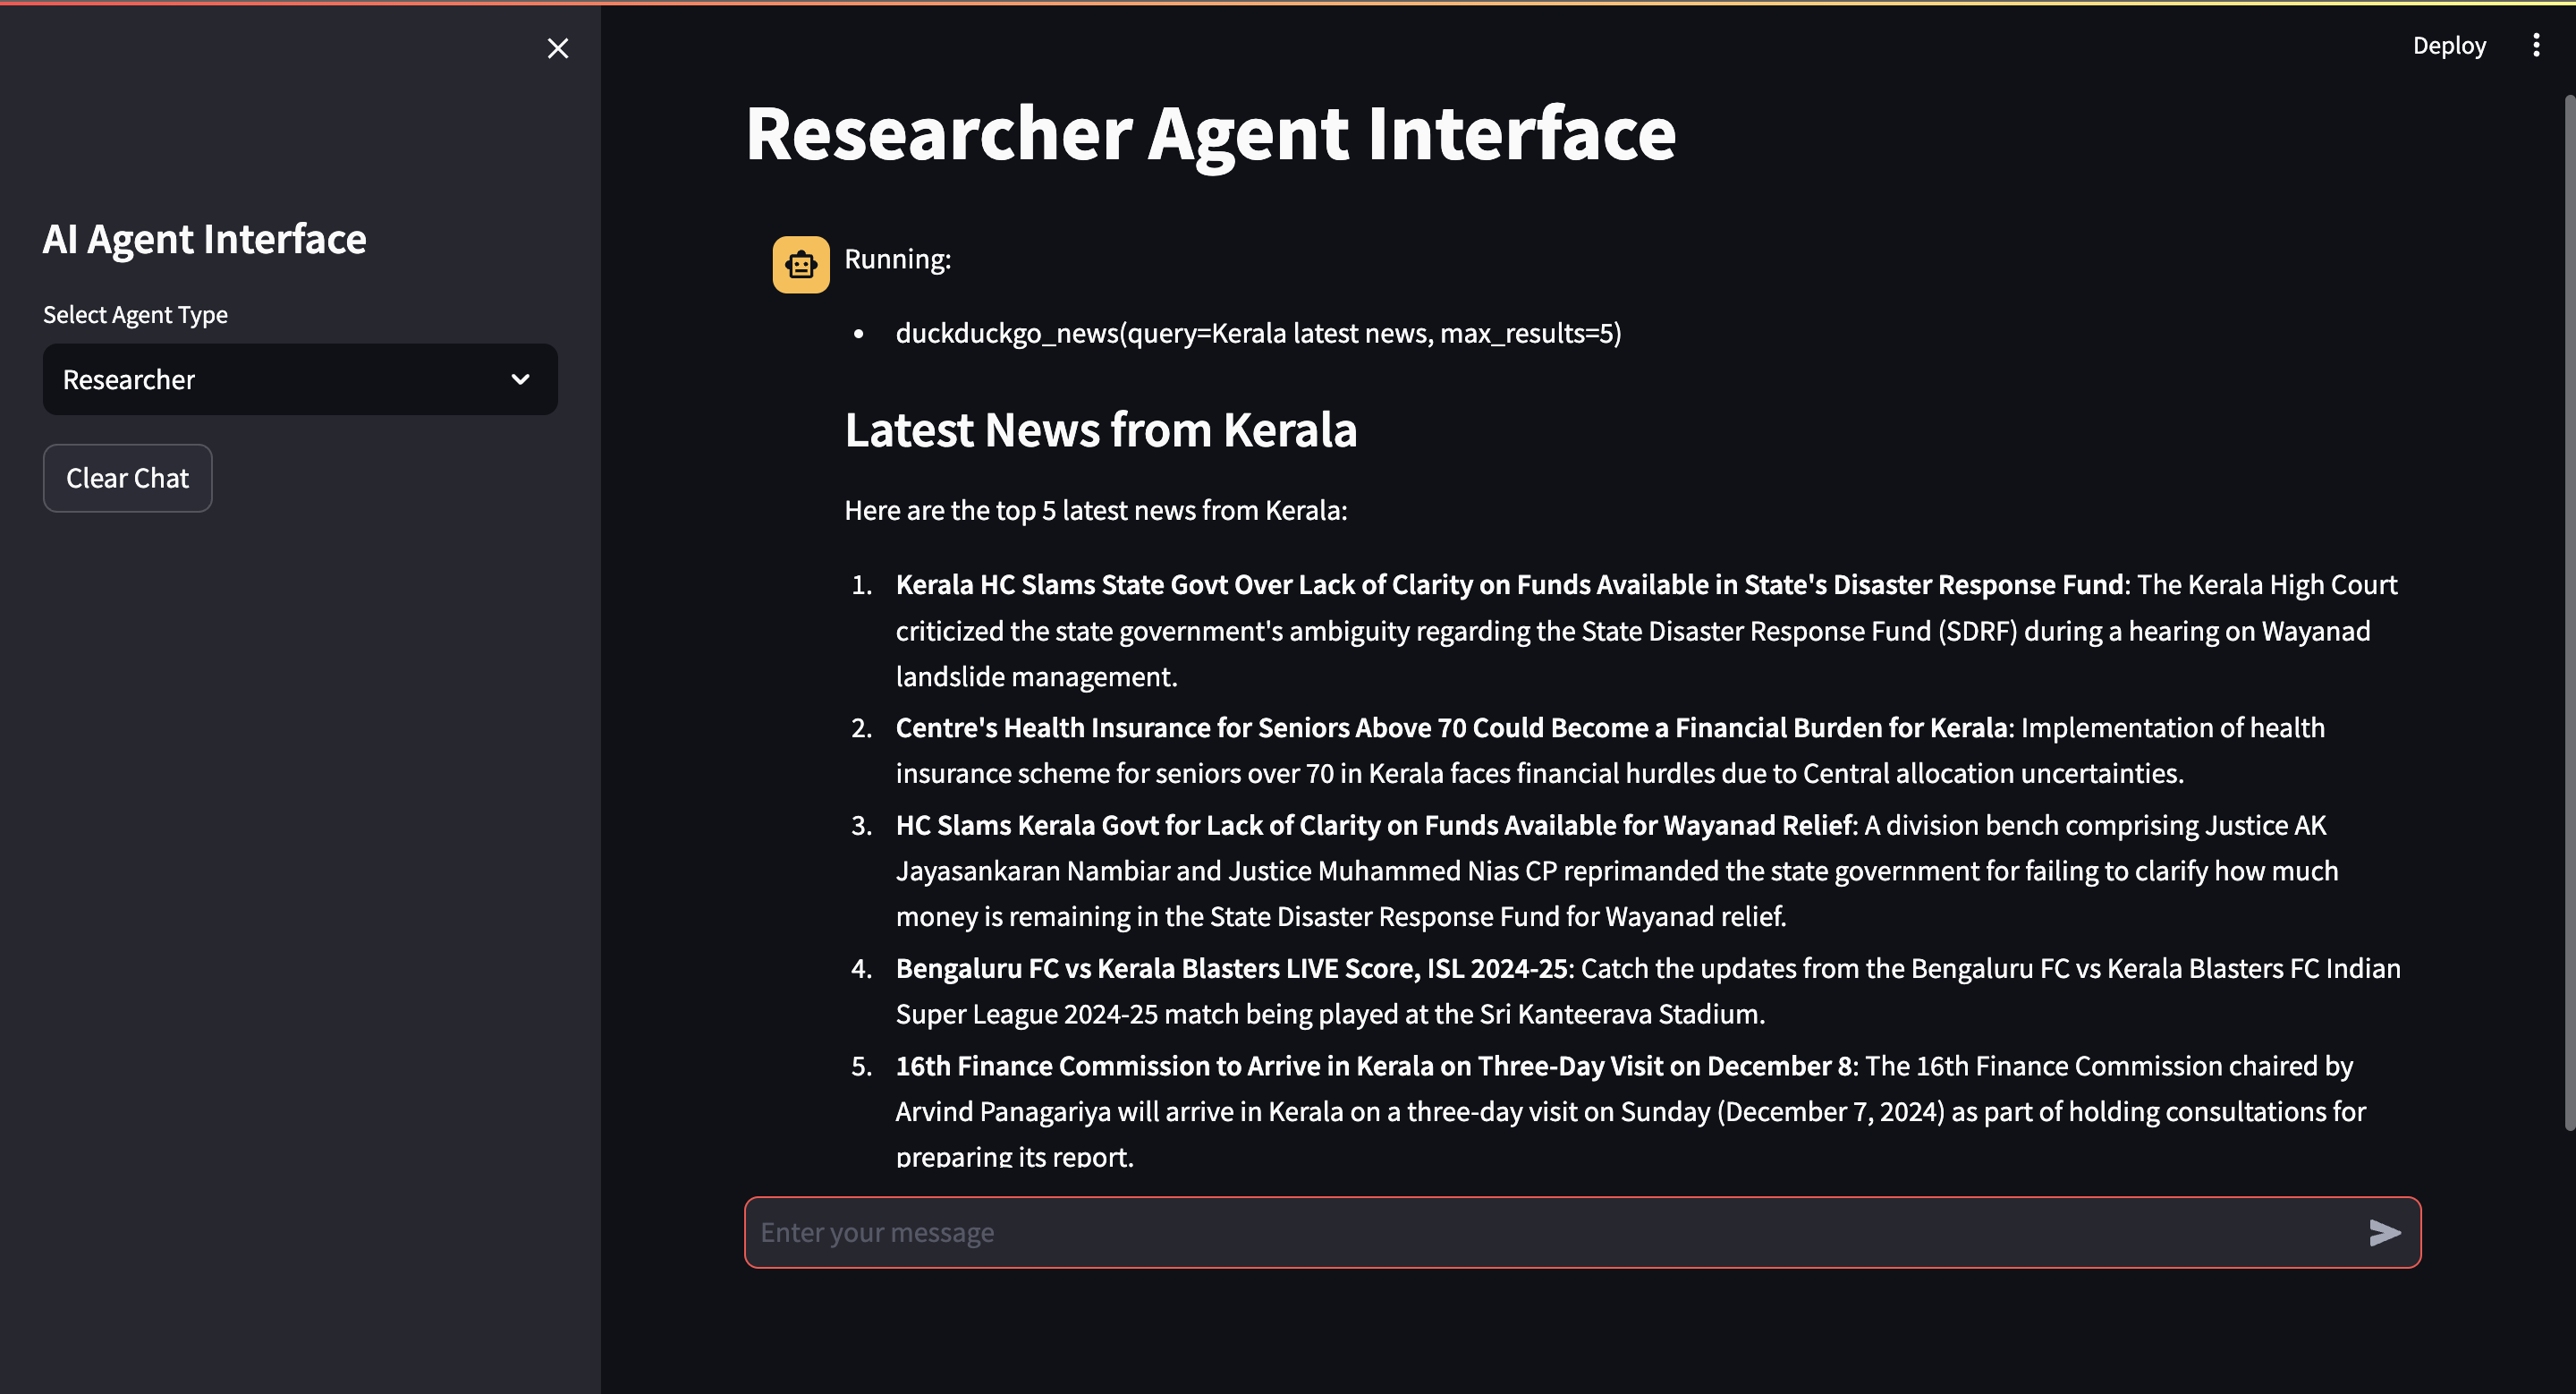 Deploy
AI Agent Interface
Select Agent Type
Researcher
Clear Chat
Researcher Agent Interface
Running:
• duckduckgo_news(query=Kerala latest news, max_results=5)
Latest News from Kerala
Here are the top 5 latest news from Kerala:
1. Kerala HC Slams State Govt Over Lack of Clarity on Funds Available in State's Disaster Response Fund: The Kerala High Court
criticized the state government's ambiguity regarding the State Disaster Response Fund (SDRF) during a hearing on Wayanad
landslide management.
2. Centre's Health Insurance for Seniors Above 70 Could Become a Financial Burden for Kerala: Implementation of health
insurance scheme for seniors over 70 in Kerala faces financial hurdles due to Central allocation uncertainties.
3. HC Slams Kerala Govt for Lack of Clarity on Funds Available for Wayanad Relief: A division bench comprising Justice AK
Jayasankaran Nambiar and Justice Muhammed Nias CP reprimanded the state government for failing to clarify how much
money is remaining in the State Disaster Response Fund for Wayanad relief.
4. Bengaluru FC vs Kerala Blasters LIVE Score, ISL 2024-25: Catch the updates from the Bengaluru FC vs Kerala Blasters FC Indian
Super League 2024-25 match being played at the Sri Kanteerava Stadium.
5. 16th Finance Commission to Arrive in Kerala on Three-Day Visit on December 8: The 16th Finance Commission chaired by
Arvind Panagariya will arrive in Kerala on a three-day visit on Sunday (December 7, 2024) as part of holding consultations for
preparing its report.
Enter your message